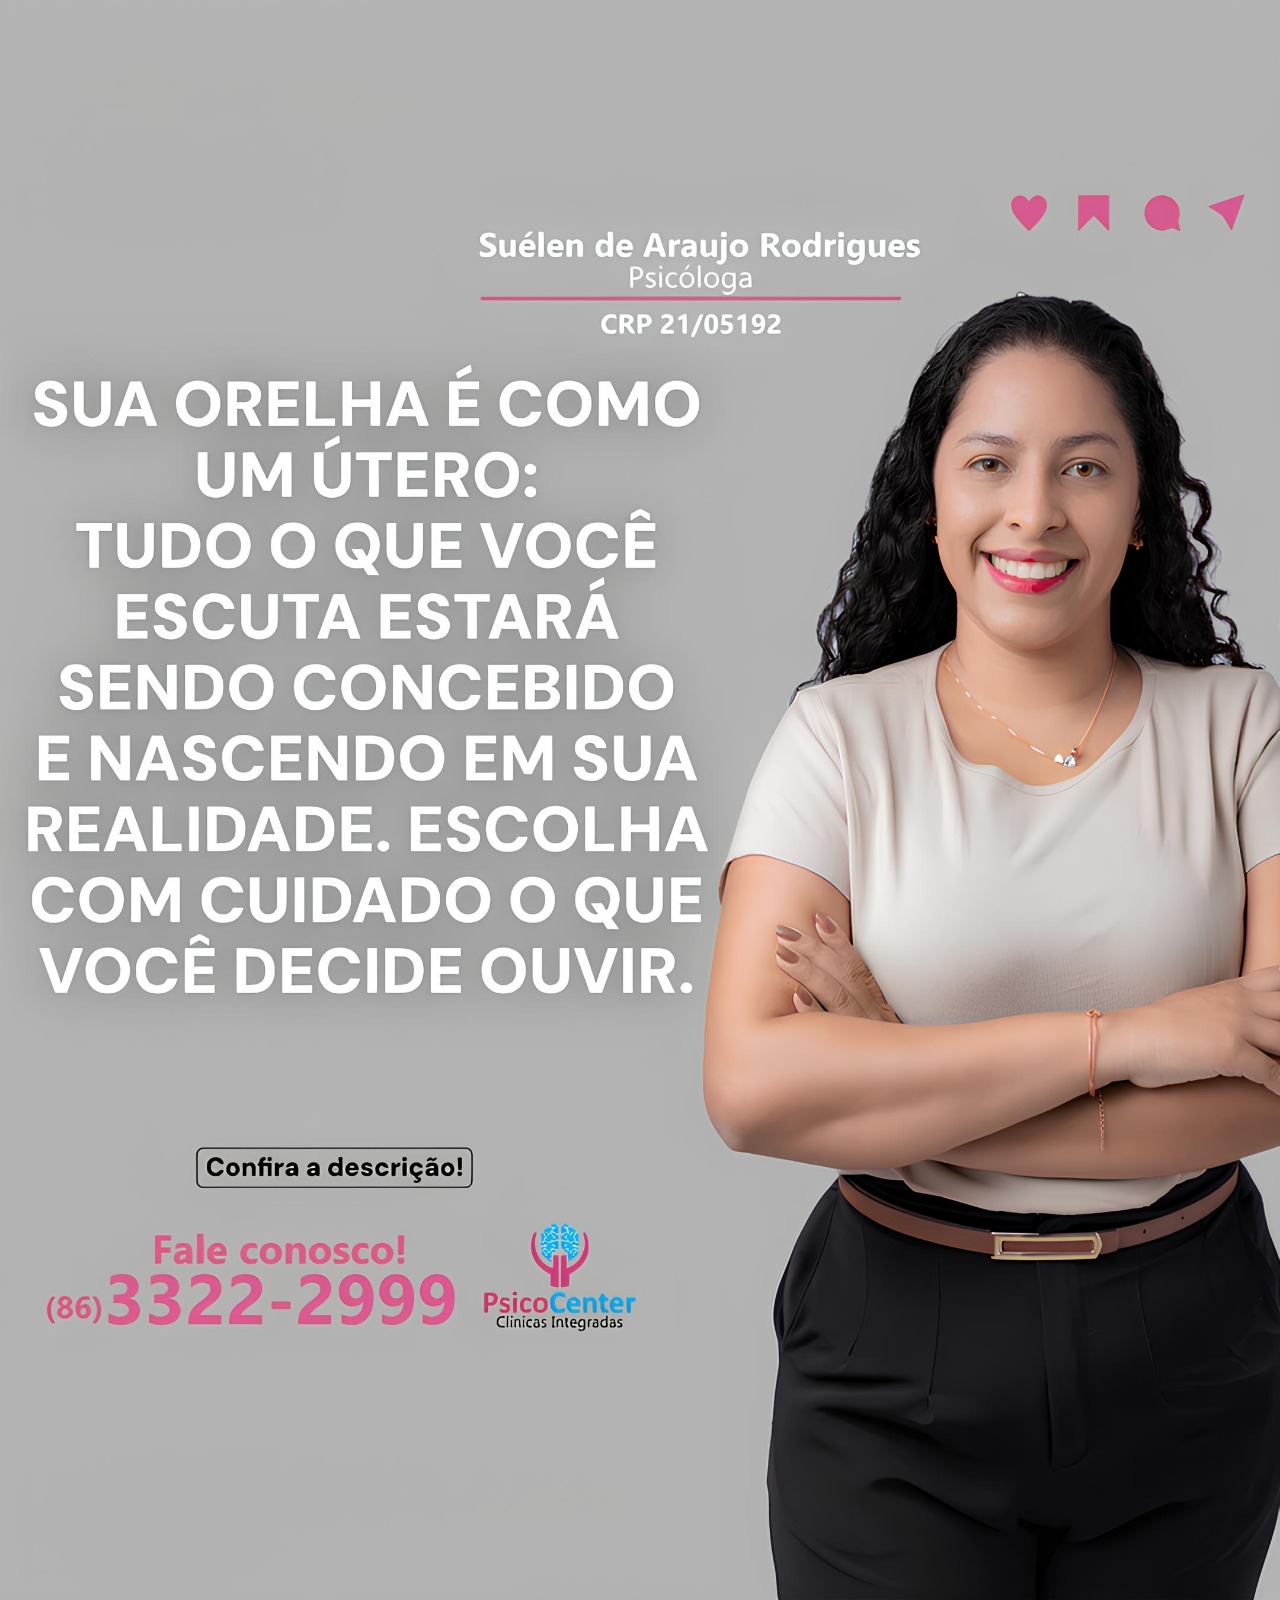 Suélen de Araujo Rodrigues
Psicóloga
CRP 21/05192
SUA ORELHA É COMO
UM ÚTERO:
TUDO O QUE VOCÊ
ESCUTA ESTARÁ
SENDO CONCEBIDO
E NASCENDO EM SUA
REALIDADE. ESCOLHA
COM CUIDADO O QUE
VOCÊ DECIDE OUVIR.
Confira a descrição!
Fale conosco!
(86) 3322-2999
PsicoCenter
Clínicas Integradas